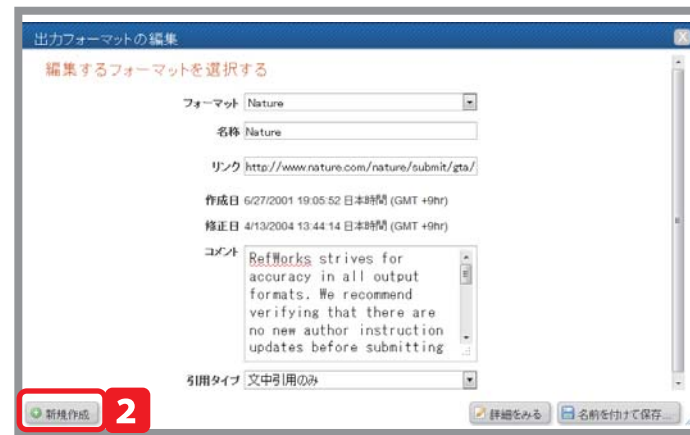 出力フォーマットの編集
編集するフォーマットを選択する
フォーマット Nature
名称 Nature
リンク http://www.nature.com/nature/submit/gta/
作成日 6/27/2001 19:05:52 日本時間 (GMT +9hr)
修正日 4/13/2004 13:44:14 日本時間 (GMT +9hr)
コメント RefWorks strives for
accuracy in all output
formats. We recommend
verifying that there are
no new author instruction
updates before submitting
引用タイプ 文中引用のみ
新規作成 2 詳細をみる 名前を付けて保存...